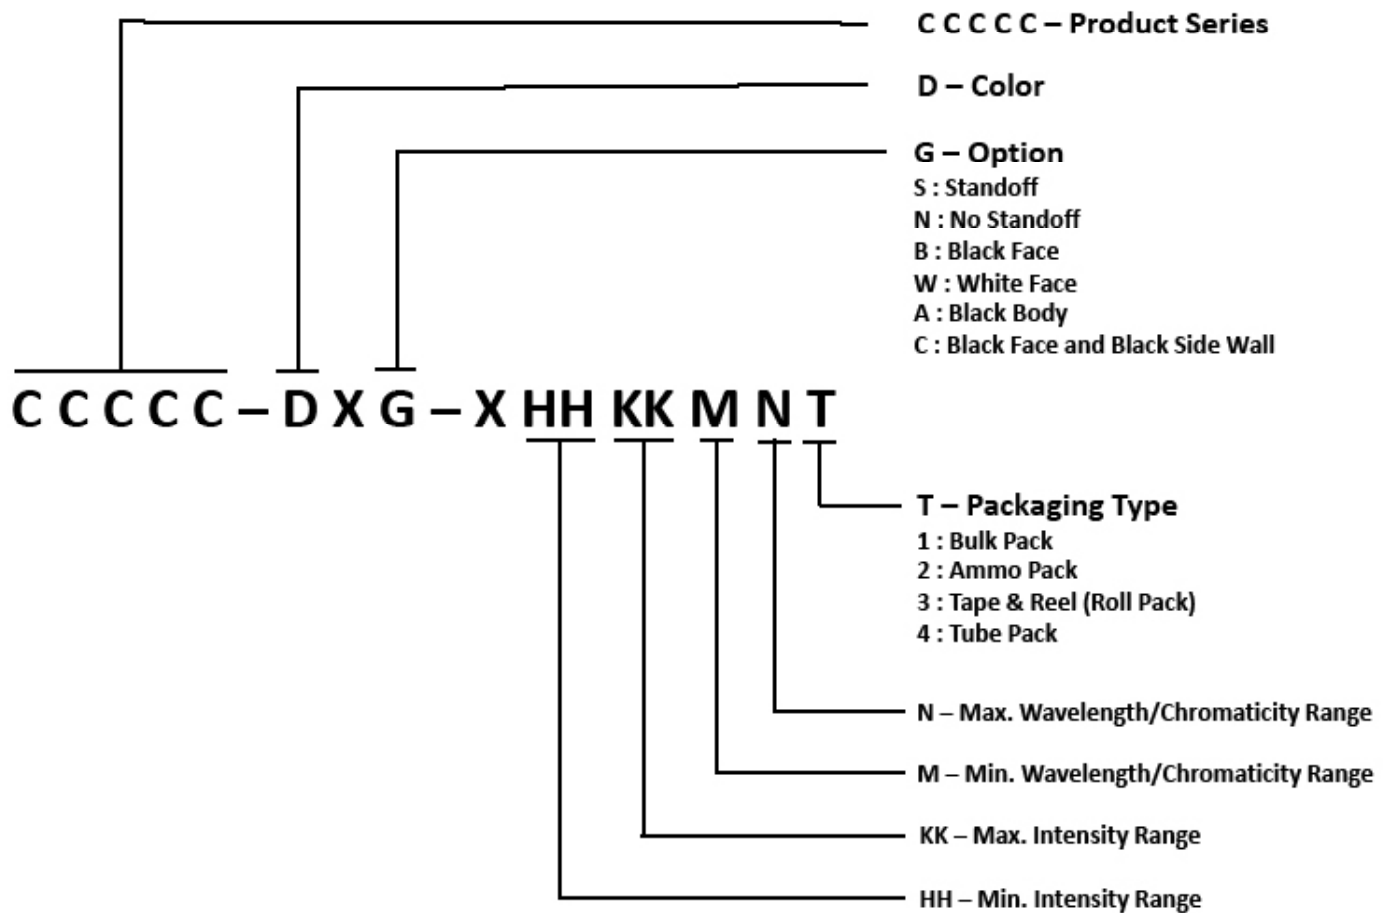 C C C C C – Product Series
D – Color
G – Option
S : Standoff
N : No Standoff
B : Black Face
W : White Face
A : Black Body
C : Black Face and Black Side Wall
C C C C C – D X G – X HH KK M N T
T – Packaging Type
1 : Bulk Pack
2 : Ammo Pack
3 : Tape & Reel (Roll Pack)
4 : Tube Pack
N – Max. Wavelength/Chromaticity Range
M – Min. Wavelength/Chromaticity Range
KK – Max. Intensity Range
HH – Min. Intensity Range